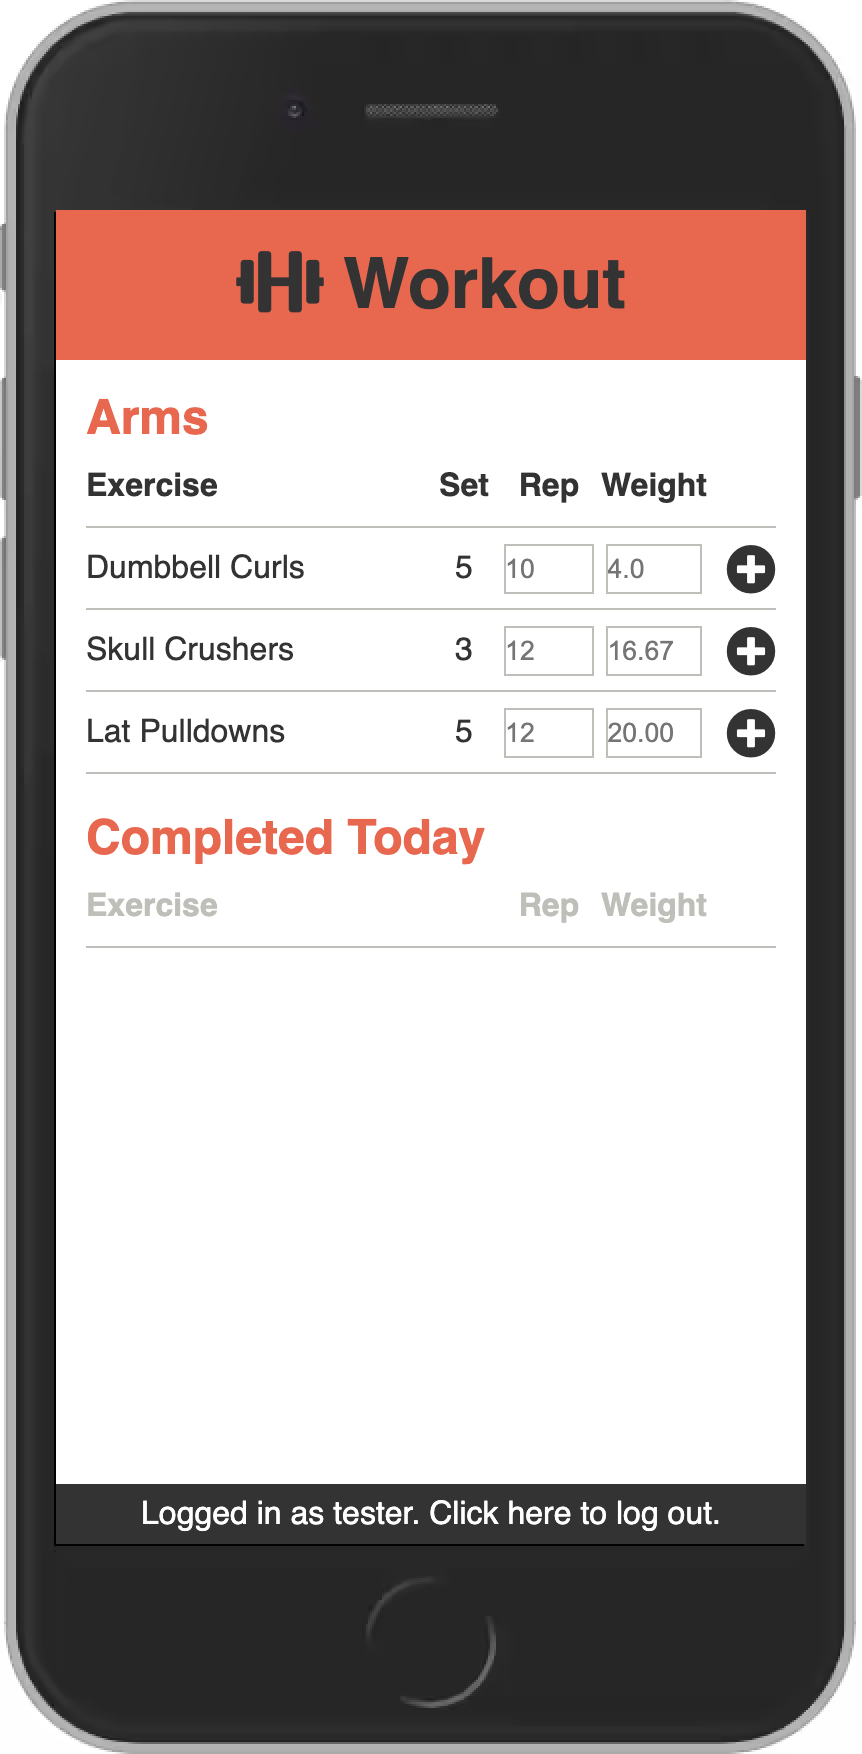 Workout
Arms
Exercise Set Rep Weight
Dumbbell Curls 5 10 4.0
Skull Crushers 3 12 16.67
Lat Pulldowns 5 12 20.00
Completed Today
Exercise Rep Weight
Logged in as tester. Click here to log out.